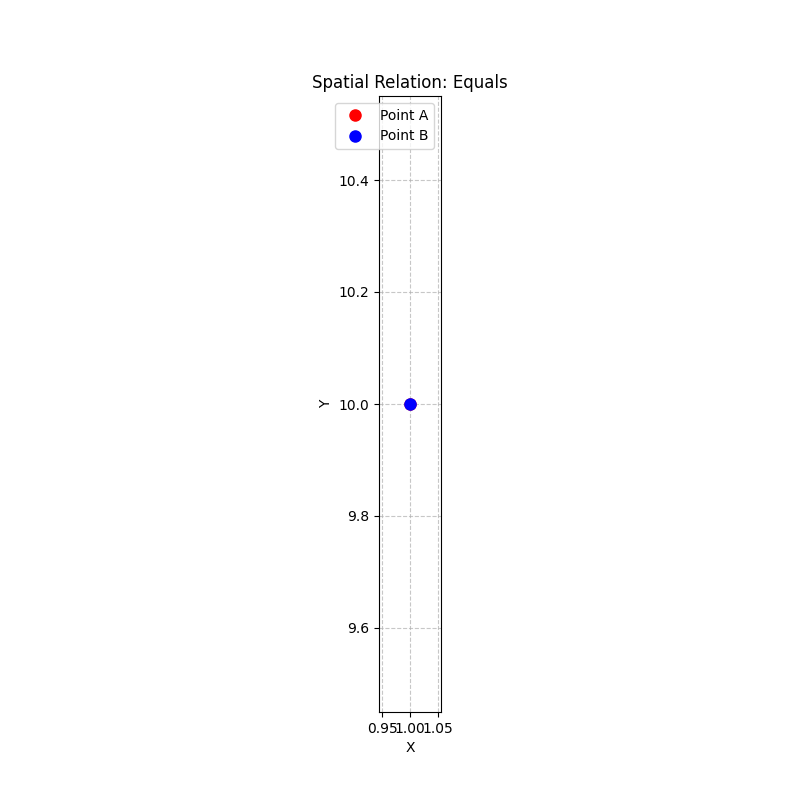 Spatial Relation: Equals
Point A
Point B
10.4
10.2
10.0
9.8
9.6
Y
0.95 1.00 1.05
X